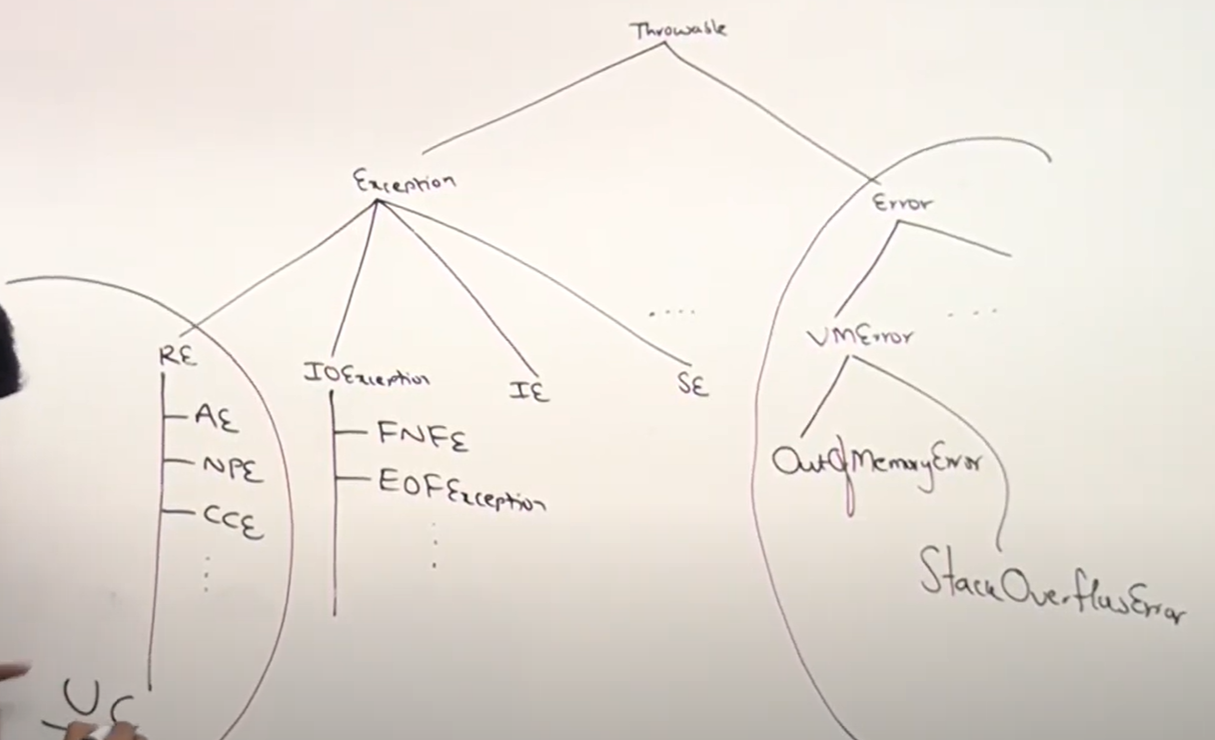 Throwable
Exception
Error
....
...
VMError
RE
IOException
IE
SE
AE
FNFE
NPE
EOFException
CCE
OutOfMemoryError
StackOverflowError
UC